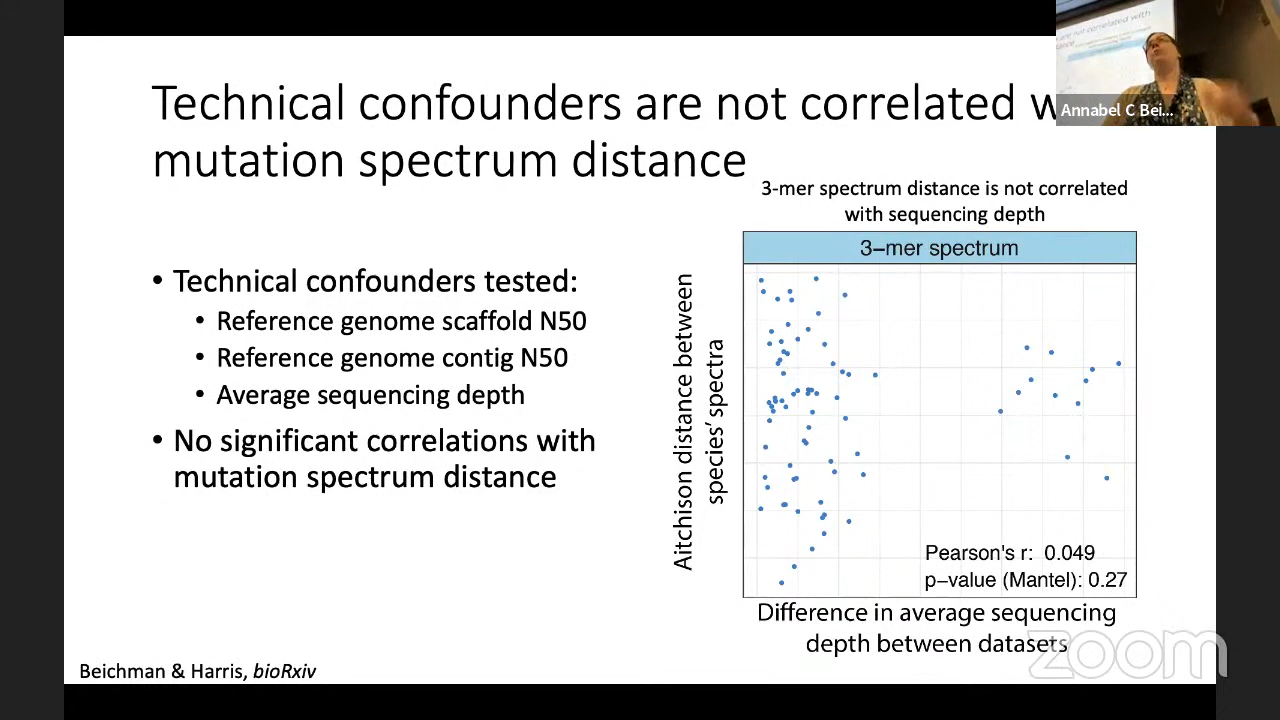 Technical confounders are not correlated
mutation spectrum distance
Annabel C Bei...
3-mer spectrum distance is not correlated
with sequencing depth
3−mer spectrum
• Technical confounders tested:
• Reference genome scaffold N50
• Reference genome contig N50
• Average sequencing depth
• No significant correlations with
mutation spectrum distance
Aitchison distance between
species' spectra
Pearson's r: 0.049
p−value (Mantel): 0.27
Difference in average sequencing
depth between datasets
Beichman & Harris, bioRxiv
zoom